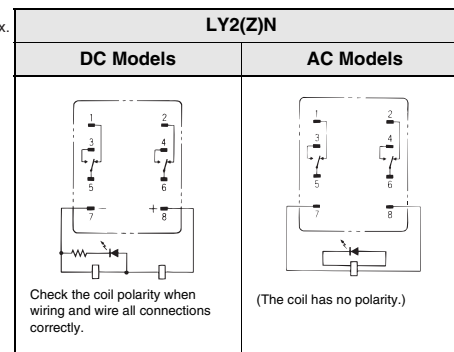 x.
LY2(Z)N
DC Models
AC Models
1 2
3 4
5 6
7 — + 8
Check the coil polarity when
wiring and wire all connections
correctly.
1 2
3 4
5 6
7 8
(The coil has no polarity.)